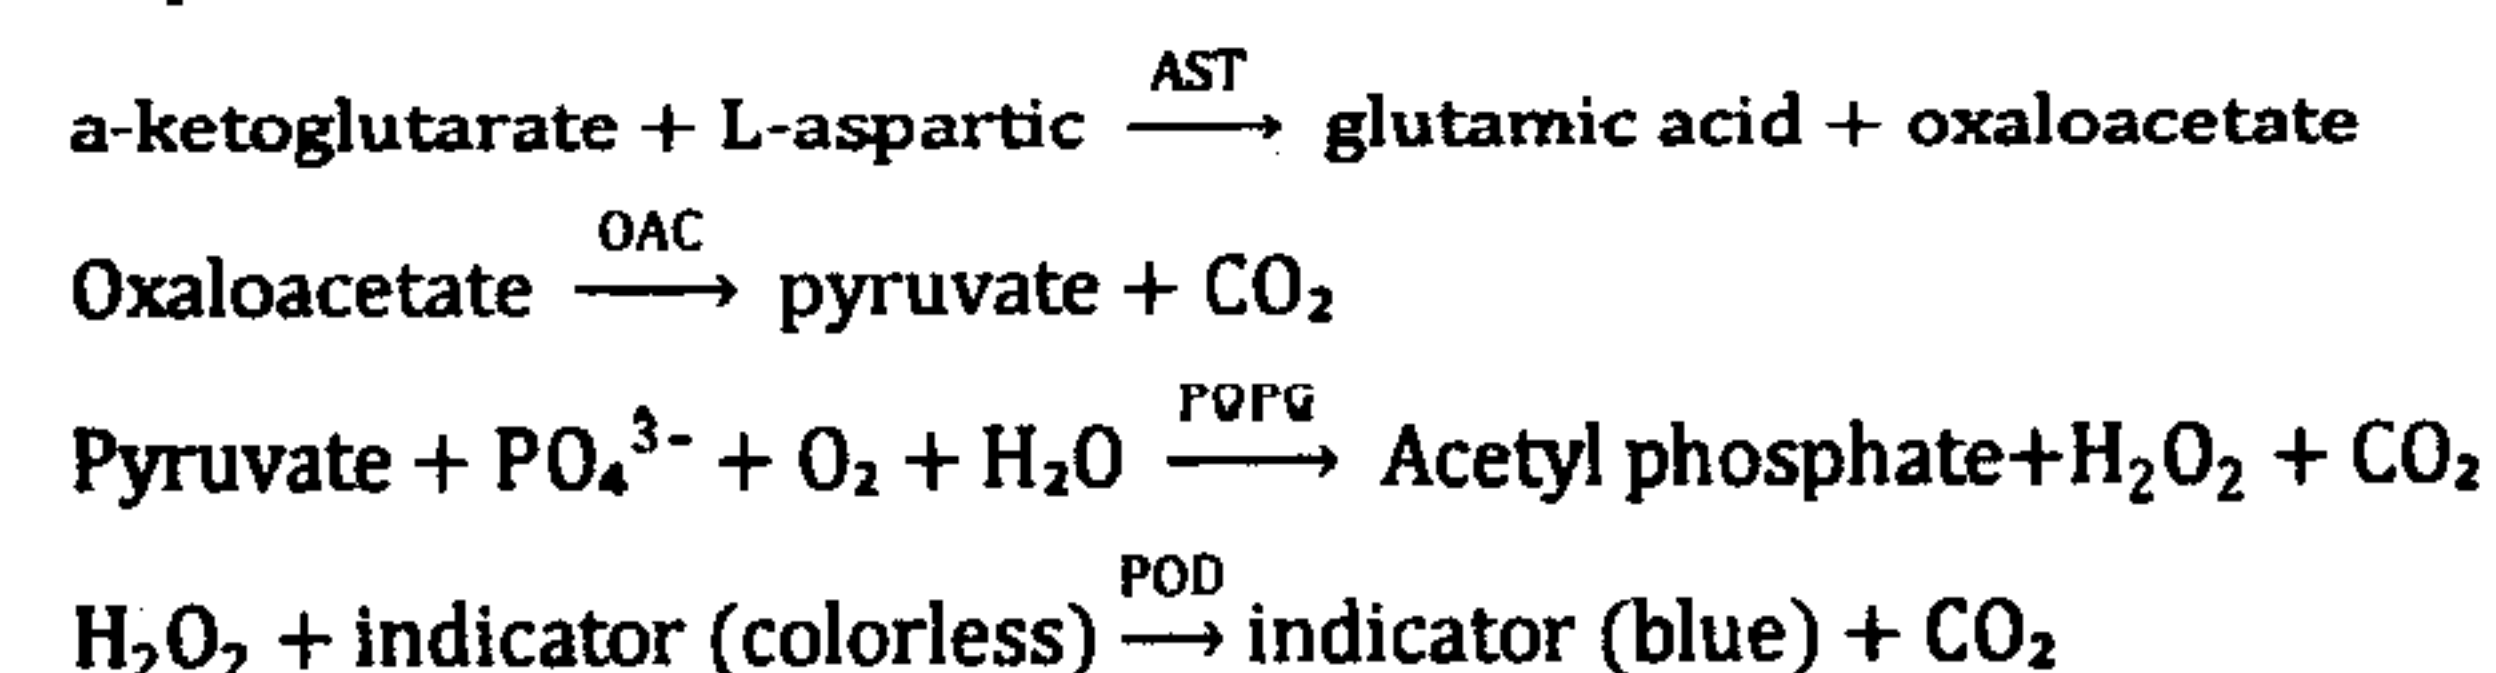 AST
a-ketoglutarate + L-aspartic ⟶ glutamic acid + oxaloacetate
OAC
Oxaloacetate ⟶ pyruvate + CO₂
POPG
Pyruvate + PO₄³⁻ + O₂ + H₂O ⟶ Acetyl phosphate+H₂O₂ + CO₂
POD
H₂O₂ + indicator (colorless) ⟶ indicator (blue) + CO₂